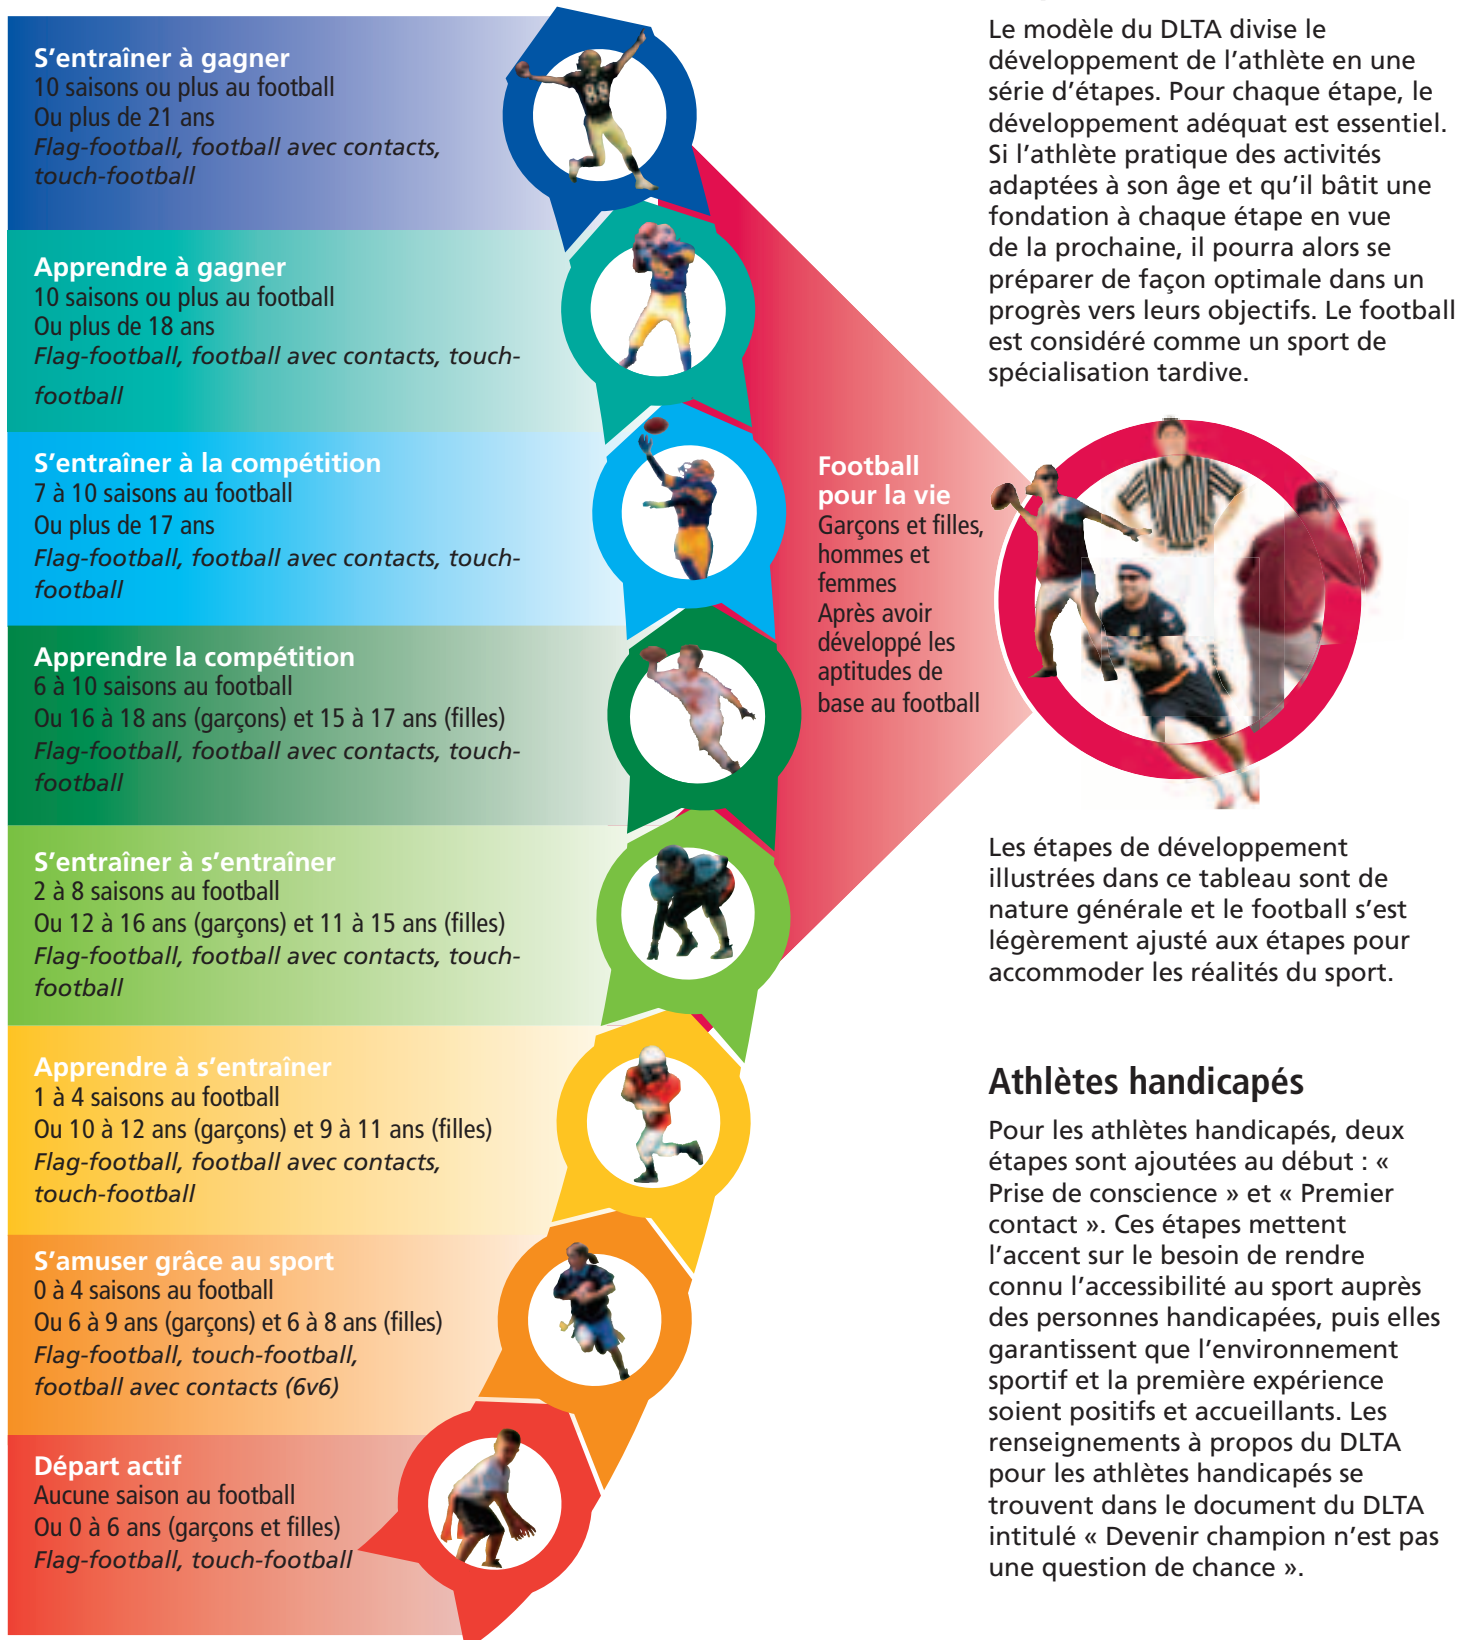 S'entraîner à gagner
10 saisons ou plus au football
Ou plus de 21 ans
Flag-football, football avec contacts,
touch-football
Apprendre à gagner
10 saisons ou plus au football
Ou plus de 18 ans
Flag-football, football avec contacts, touch-
football
S'entraîner à la compétition
7 à 10 saisons au football
Ou plus de 17 ans
Flag-football, football avec contacts, touch-
football
Apprendre la compétition
6 à 10 saisons au football
Ou 16 à 18 ans (garçons) et 15 à 17 ans (filles)
Flag-football, football avec contacts, touch-
football
S'entraîner à s'entraîner
2 à 8 saisons au football
Ou 12 à 16 ans (garçons) et 11 à 15 ans (filles)
Flag-football, football avec contacts, touch-
football
Apprendre à s'entraîner
1 à 4 saisons au football
Ou 10 à 12 ans (garçons) et 9 à 11 ans (filles)
Flag-football, football avec contacts,
touch-football
S'amuser grâce au sport
0 à 4 saisons au football
Ou 6 à 9 ans (garçons) et 6 à 8 ans (filles)
Flag-football, touch-football,
football avec contacts (6v6)
Départ actif
Aucune saison au football
Ou 0 à 6 ans (garçons et filles)
Flag-football, touch-football
Football
pour la vie
Garçons et filles,
hommes et
femmes
Après avoir
développé les
aptitudes de
base au football
Le modèle du DLTA divise le
développement de l'athlète en une
série d'étapes. Pour chaque étape, le
développement adéquat est essentiel.
Si l'athlète pratique des activités
adaptées à son âge et qu'il bâtit une
fondation à chaque étape en vue
de la prochaine, il pourra alors se
préparer de façon optimale dans un
progrès vers leurs objectifs. Le football
est considéré comme un sport de
spécialisation tardive.
Les étapes de développement
illustrées dans ce tableau sont de
nature générale et le football s'est
légèrement ajusté aux étapes pour
accommoder les réalités du sport.
Athlètes handicapés
Pour les athlètes handicapés, deux
étapes sont ajoutées au début : «
Prise de conscience » et « Premier
contact ». Ces étapes mettent
l'accent sur le besoin de rendre
connu l'accessibilité au sport auprès
des personnes handicapées, puis elles
garantissent que l'environnement
sportif et la première expérience
soient positifs et accueillants. Les
renseignements à propos du DLTA
pour les athlètes handicapés se
trouvent dans le document du DLTA
intitulé « Devenir champion n'est pas
une question de chance ».